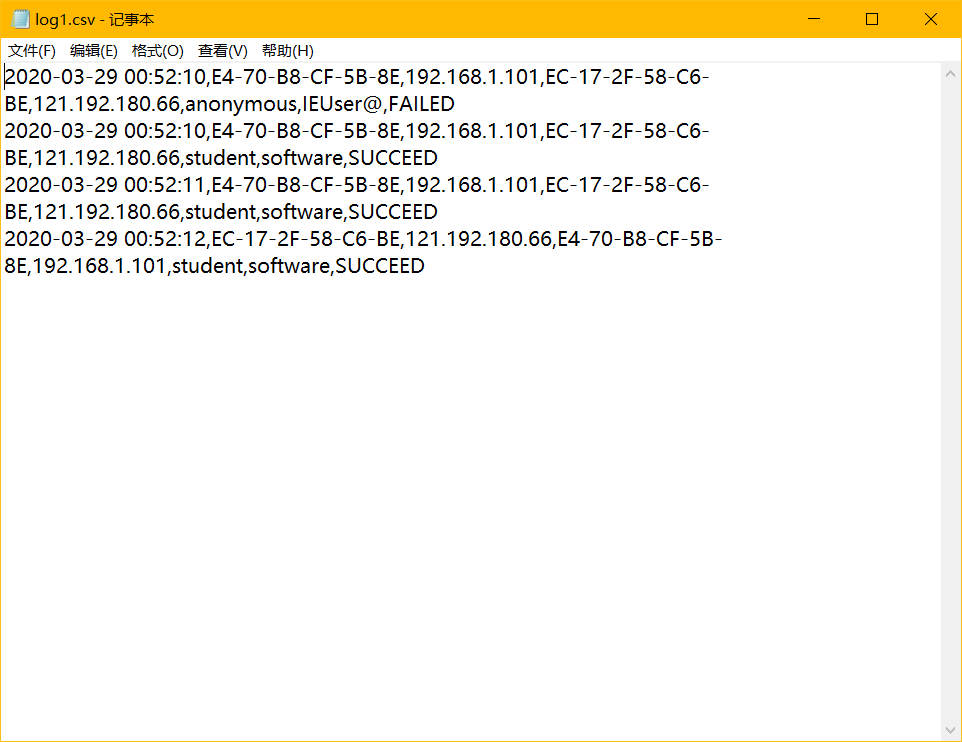 log1.csv - 记事本
文件(F) 编辑(E) 格式(O) 查看(V) 帮助(H)
2020-03-29 00:52:10,E4-70-B8-CF-5B-8E,192.168.1.101,EC-17-2F-58-C6-
BE,121.192.180.66,anonymous,IEUser@,FAILED
2020-03-29 00:52:10,E4-70-B8-CF-5B-8E,192.168.1.101,EC-17-2F-58-C6-
BE,121.192.180.66,student,software,SUCCEED
2020-03-29 00:52:11,E4-70-B8-CF-5B-8E,192.168.1.101,EC-17-2F-58-C6-
BE,121.192.180.66,student,software,SUCCEED
2020-03-29 00:52:12,EC-17-2F-58-C6-BE,121.192.180.66,E4-70-B8-CF-5B-
8E,192.168.1.101,student,software,SUCCEED